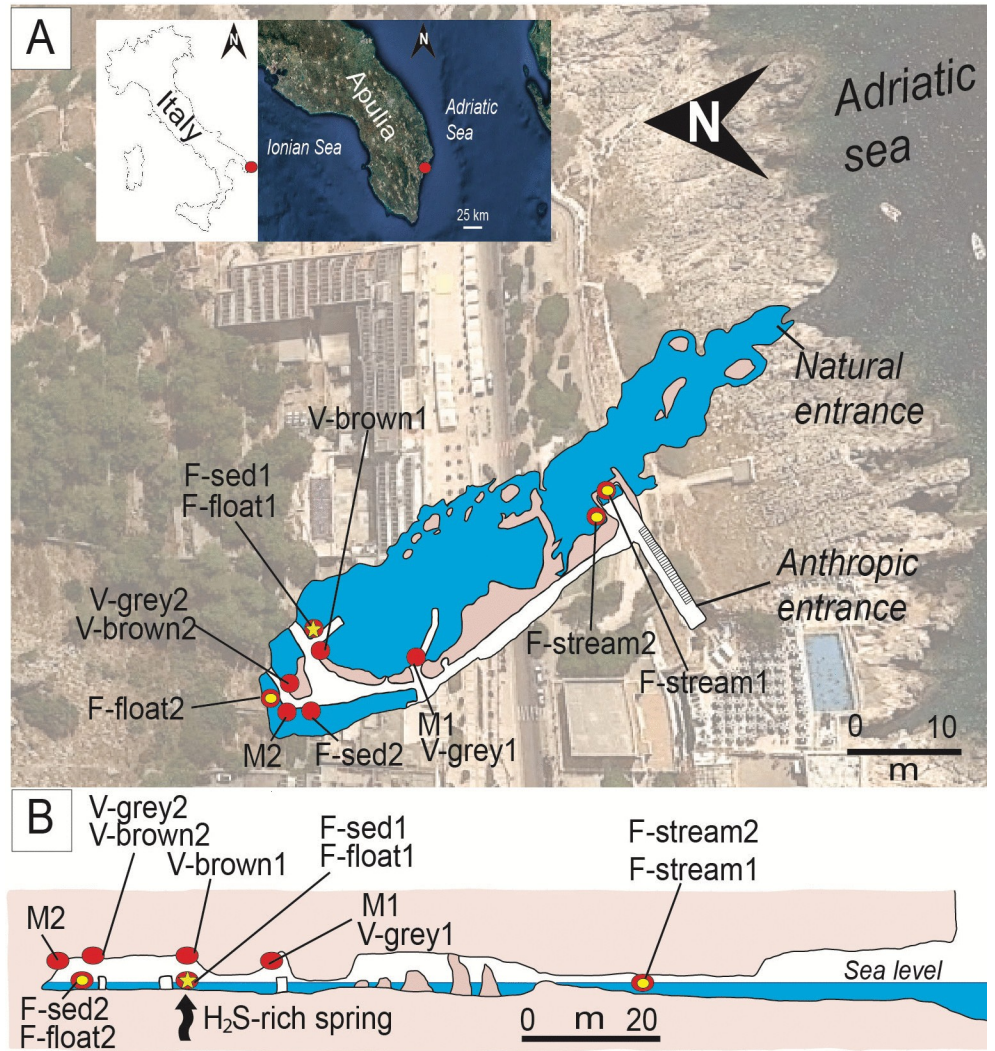 A
N
N
Italy
Apulia
Ionian Sea
Adriatic
Sea
25 km
N
Adriatic
sea
Natural
entrance
V-brown1
F-sed1
F-float1
V-grey2
V-brown2
Anthropic
entrance
F-stream2
F-stream1
F-float2
M2
F-sed2
M1
V-grey1
0 10
m
B
V-grey2
V-brown2
V-brown1
F-sed1
F-float1
F-stream2
F-stream1
M2
M1
V-grey1
Sea level
F-sed2
F-float2
H₂S-rich spring
0 m 20